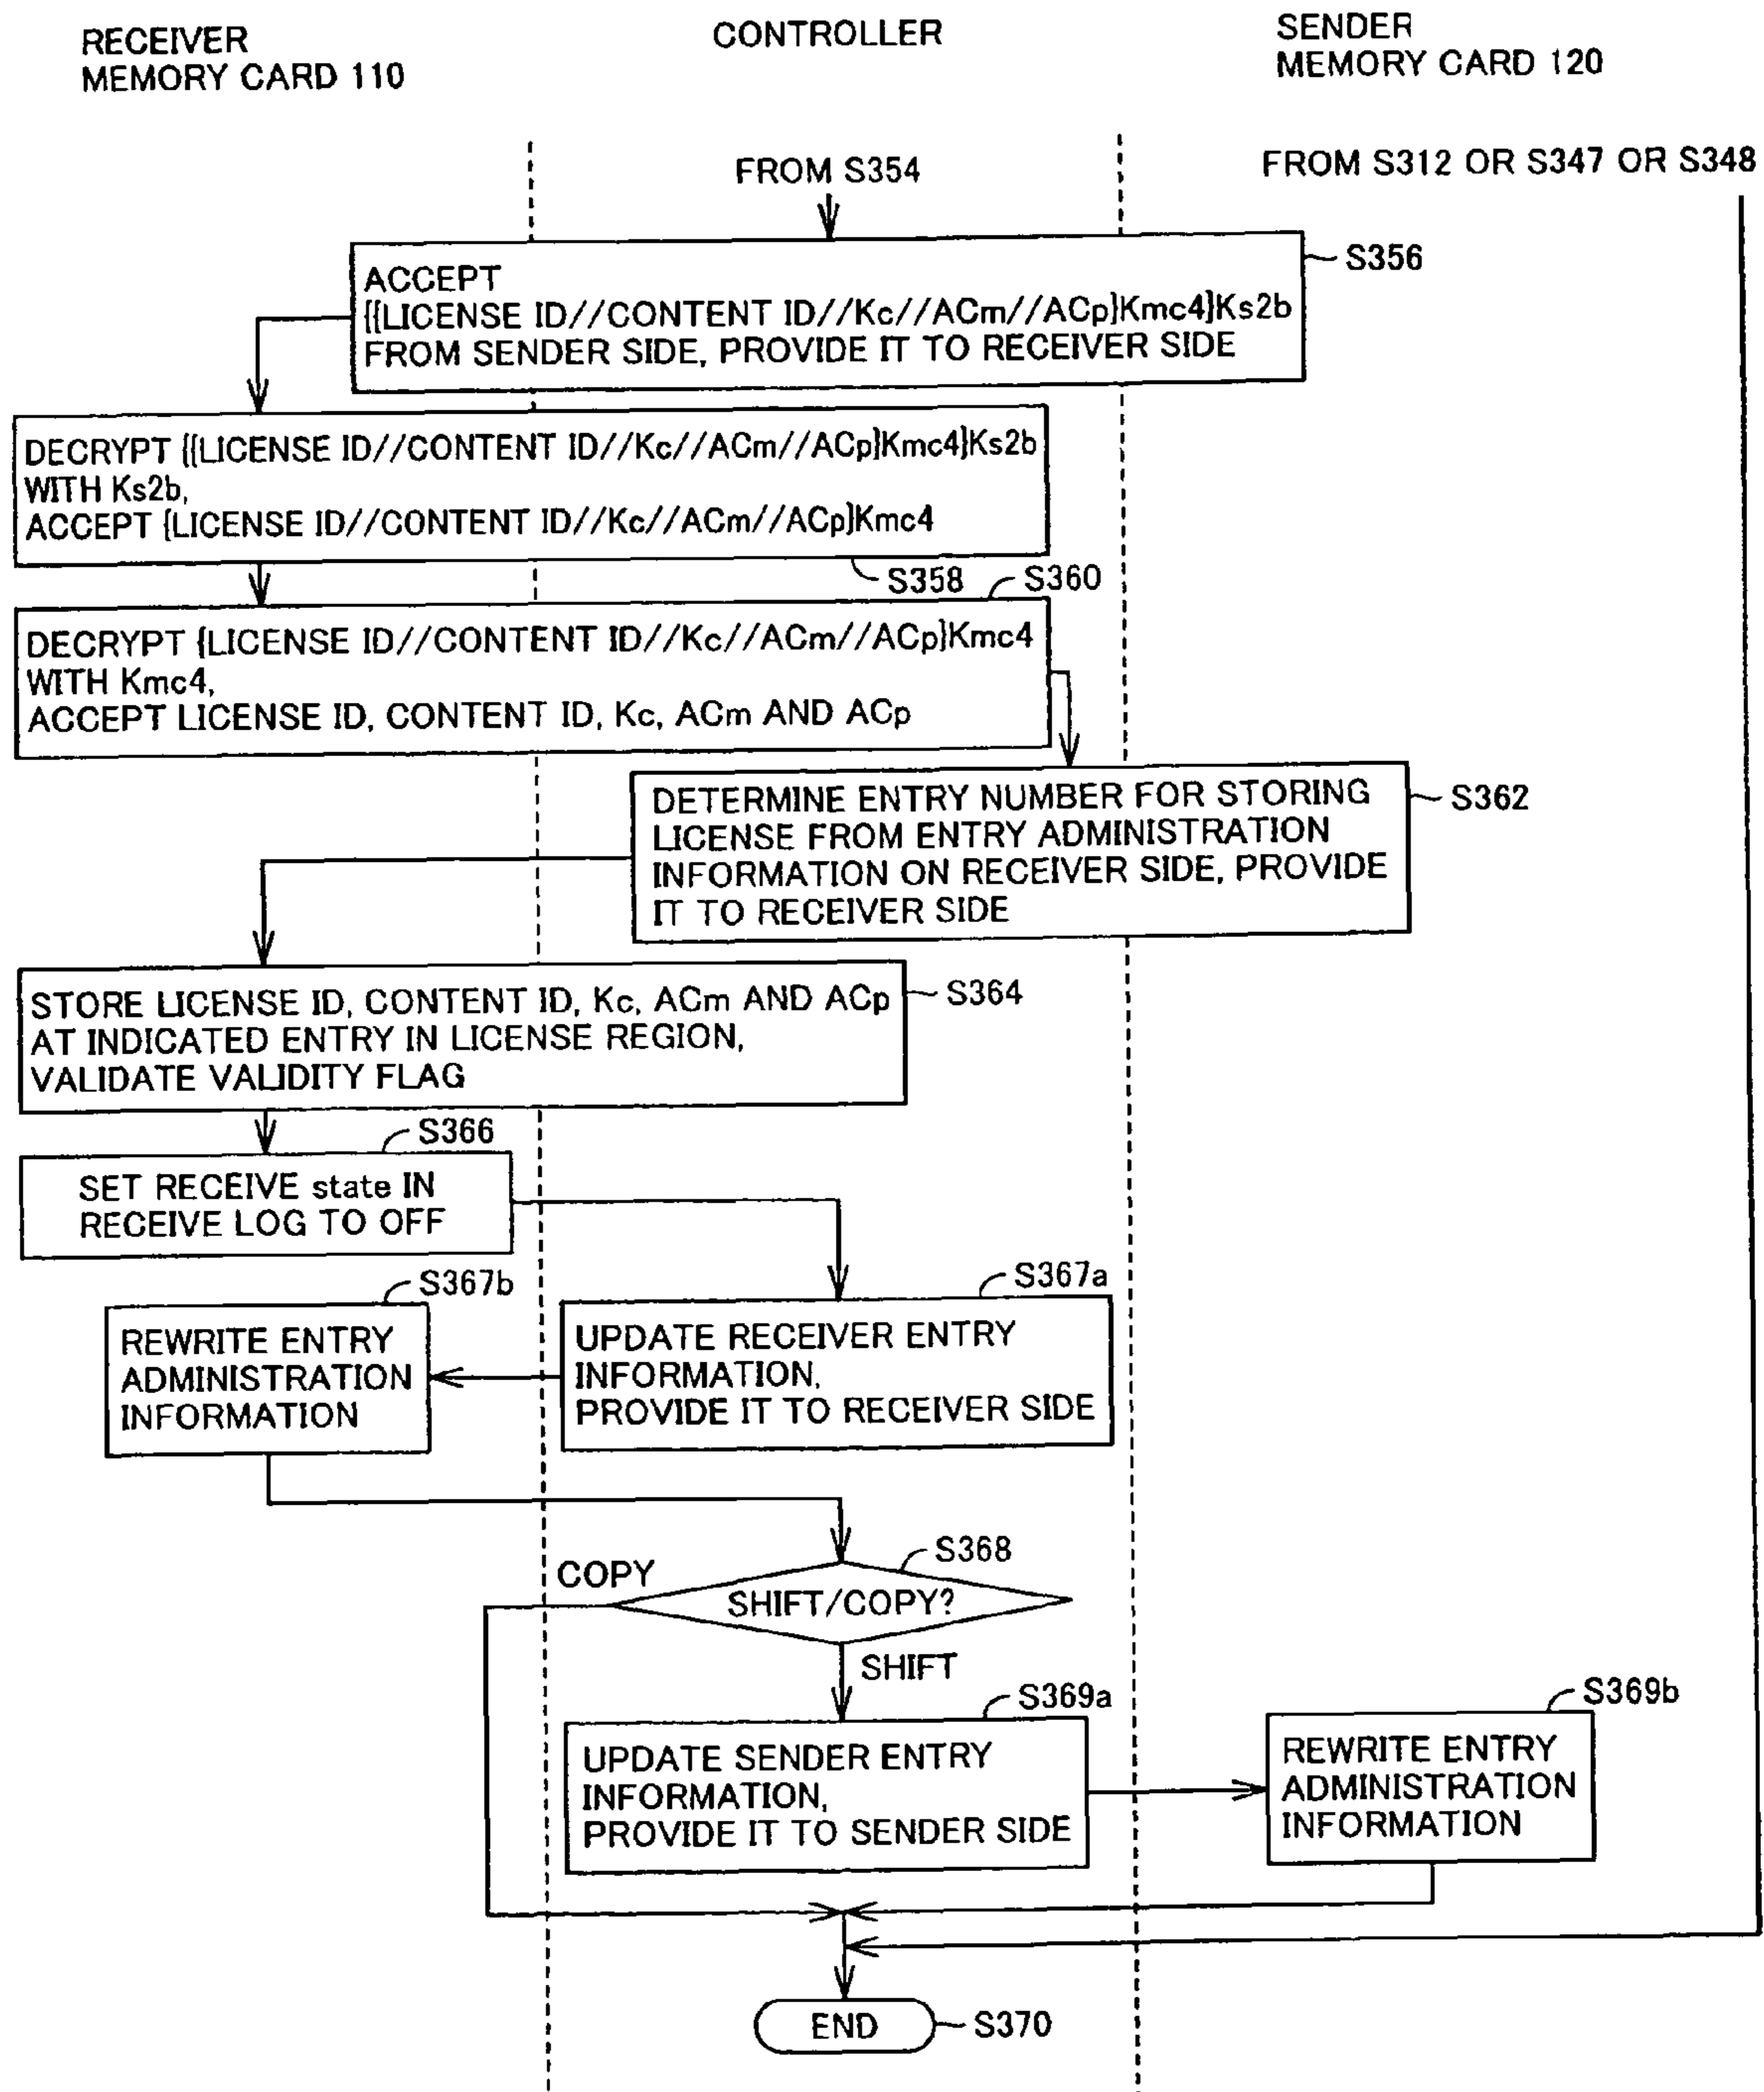 RECEIVER
MEMORY CARD 110
CONTROLLER
SENDER
MEMORY CARD 120
FROM S354
FROM S312 OR S347 OR S348
S356
ACCEPT
{{LICENSE ID//CONTENT ID//Kc//ACm//ACp}Kmc4}Ks2b
FROM SENDER SIDE, PROVIDE IT TO RECEIVER SIDE
DECRYPT {{LICENSE ID//CONTENT ID//Kc//ACm//ACp}Kmc4}Ks2b
WITH Ks2b,
ACCEPT {LICENSE ID//CONTENT ID//Kc//ACm//ACp}Kmc4
S358
S360
DECRYPT {LICENSE ID//CONTENT ID//Kc//ACm//ACp}Kmc4
WITH Kmc4,
ACCEPT LICENSE ID, CONTENT ID, Kc, ACm AND ACp
DETERMINE ENTRY NUMBER FOR STORING
LICENSE FROM ENTRY ADMINISTRATION
INFORMATION ON RECEIVER SIDE, PROVIDE
IT TO RECEIVER SIDE
S362
STORE LICENSE ID, CONTENT ID, Kc, ACm AND ACp
AT INDICATED ENTRY IN LICENSE REGION,
VALIDATE VALIDITY FLAG
S364
S366
SET RECEIVE state IN
RECEIVE LOG TO OFF
S367b
REWRITE ENTRY
ADMINISTRATION
INFORMATION
S367a
UPDATE RECEIVER ENTRY
INFORMATION,
PROVIDE IT TO RECEIVER SIDE
S368
COPY
SHIFT/COPY?
SHIFT
S369a
UPDATE SENDER ENTRY
INFORMATION,
PROVIDE IT TO SENDER SIDE
S369b
REWRITE ENTRY
ADMINISTRATION
INFORMATION
END
S370